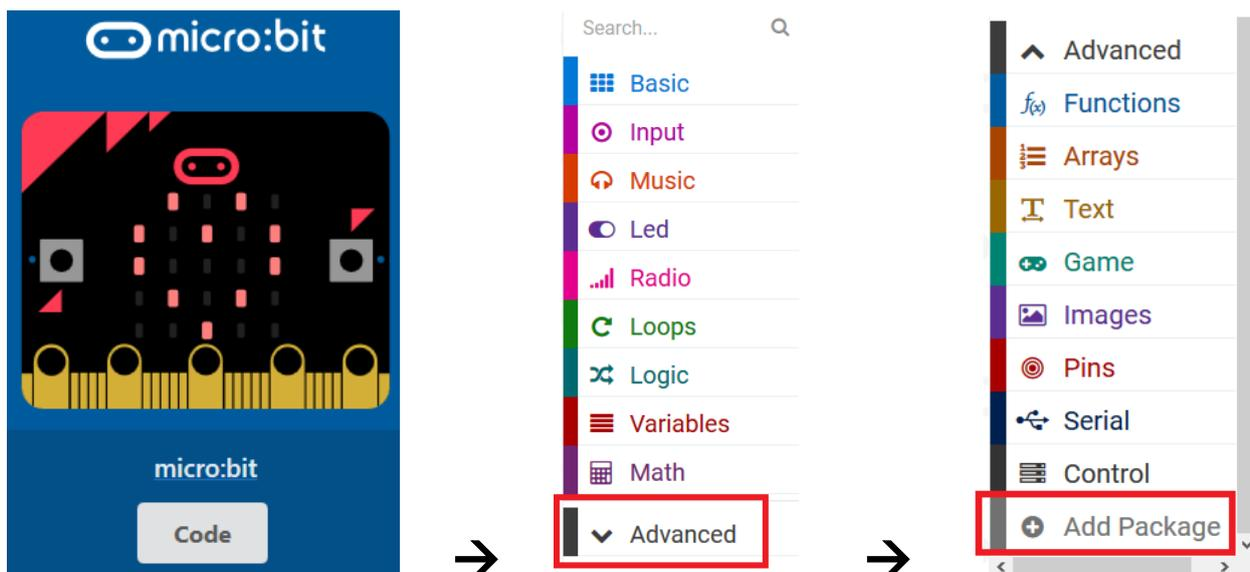 micro:bit
micro:bit
Code
Search...
Basic
Input
Music
Led
Radio
Loops
Logic
Variables
Math
Advanced
Advanced
f(x) Functions
Arrays
Text
Game
Images
Pins
Serial
Control
Add Package